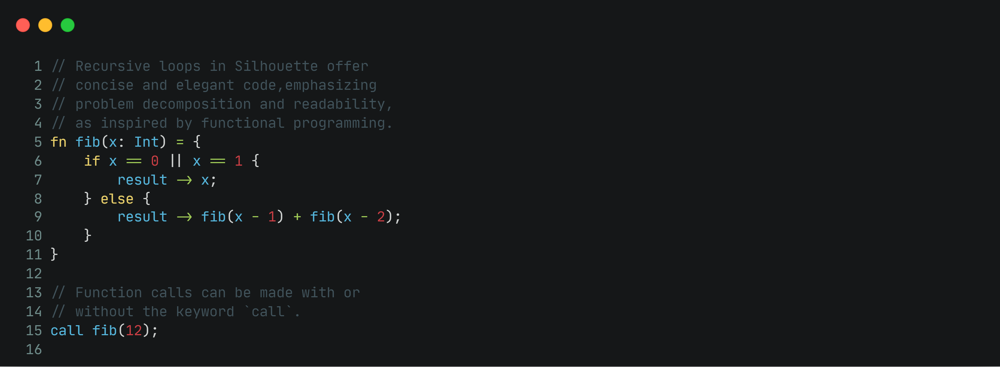 1 // Recursive loops in Silhouette offer
2 // concise and elegant code,emphasizing
3 // problem decomposition and readability,
4 // as inspired by functional programming.
5 fn fib(x: Int) = {
6     if x == 0 || x == 1 {
7         result -> x;
8     } else {
9         result -> fib(x - 1) + fib(x - 2);
10     }
11 }
12
13 // Function calls can be made with or
14 // without the keyword `call`.
15 call fib(12);
16